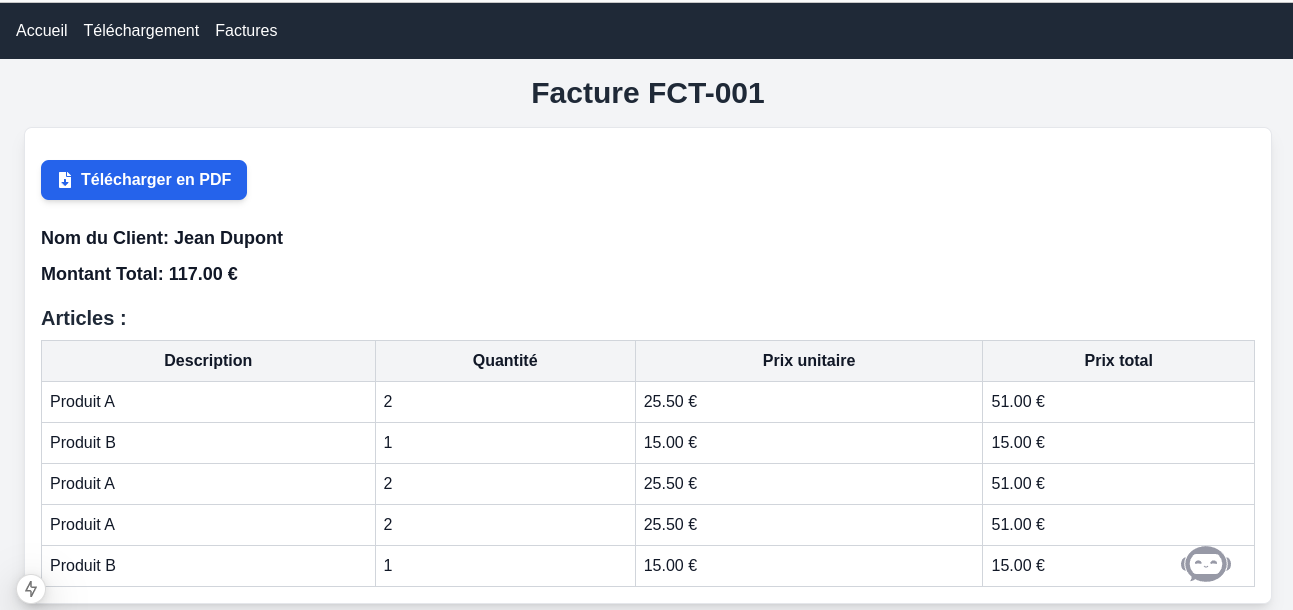 Accueil Téléchargement Factures
Facture FCT-001
Télécharger en PDF
Nom du Client: Jean Dupont
Montant Total: 117.00 €
Articles :
Description Quantité Prix unitaire Prix total
Produit A 2 25.50 € 51.00 €
Produit B 1 15.00 € 15.00 €
Produit A 2 25.50 € 51.00 €
Produit A 2 25.50 € 51.00 €
Produit B 1 15.00 € 15.00 €